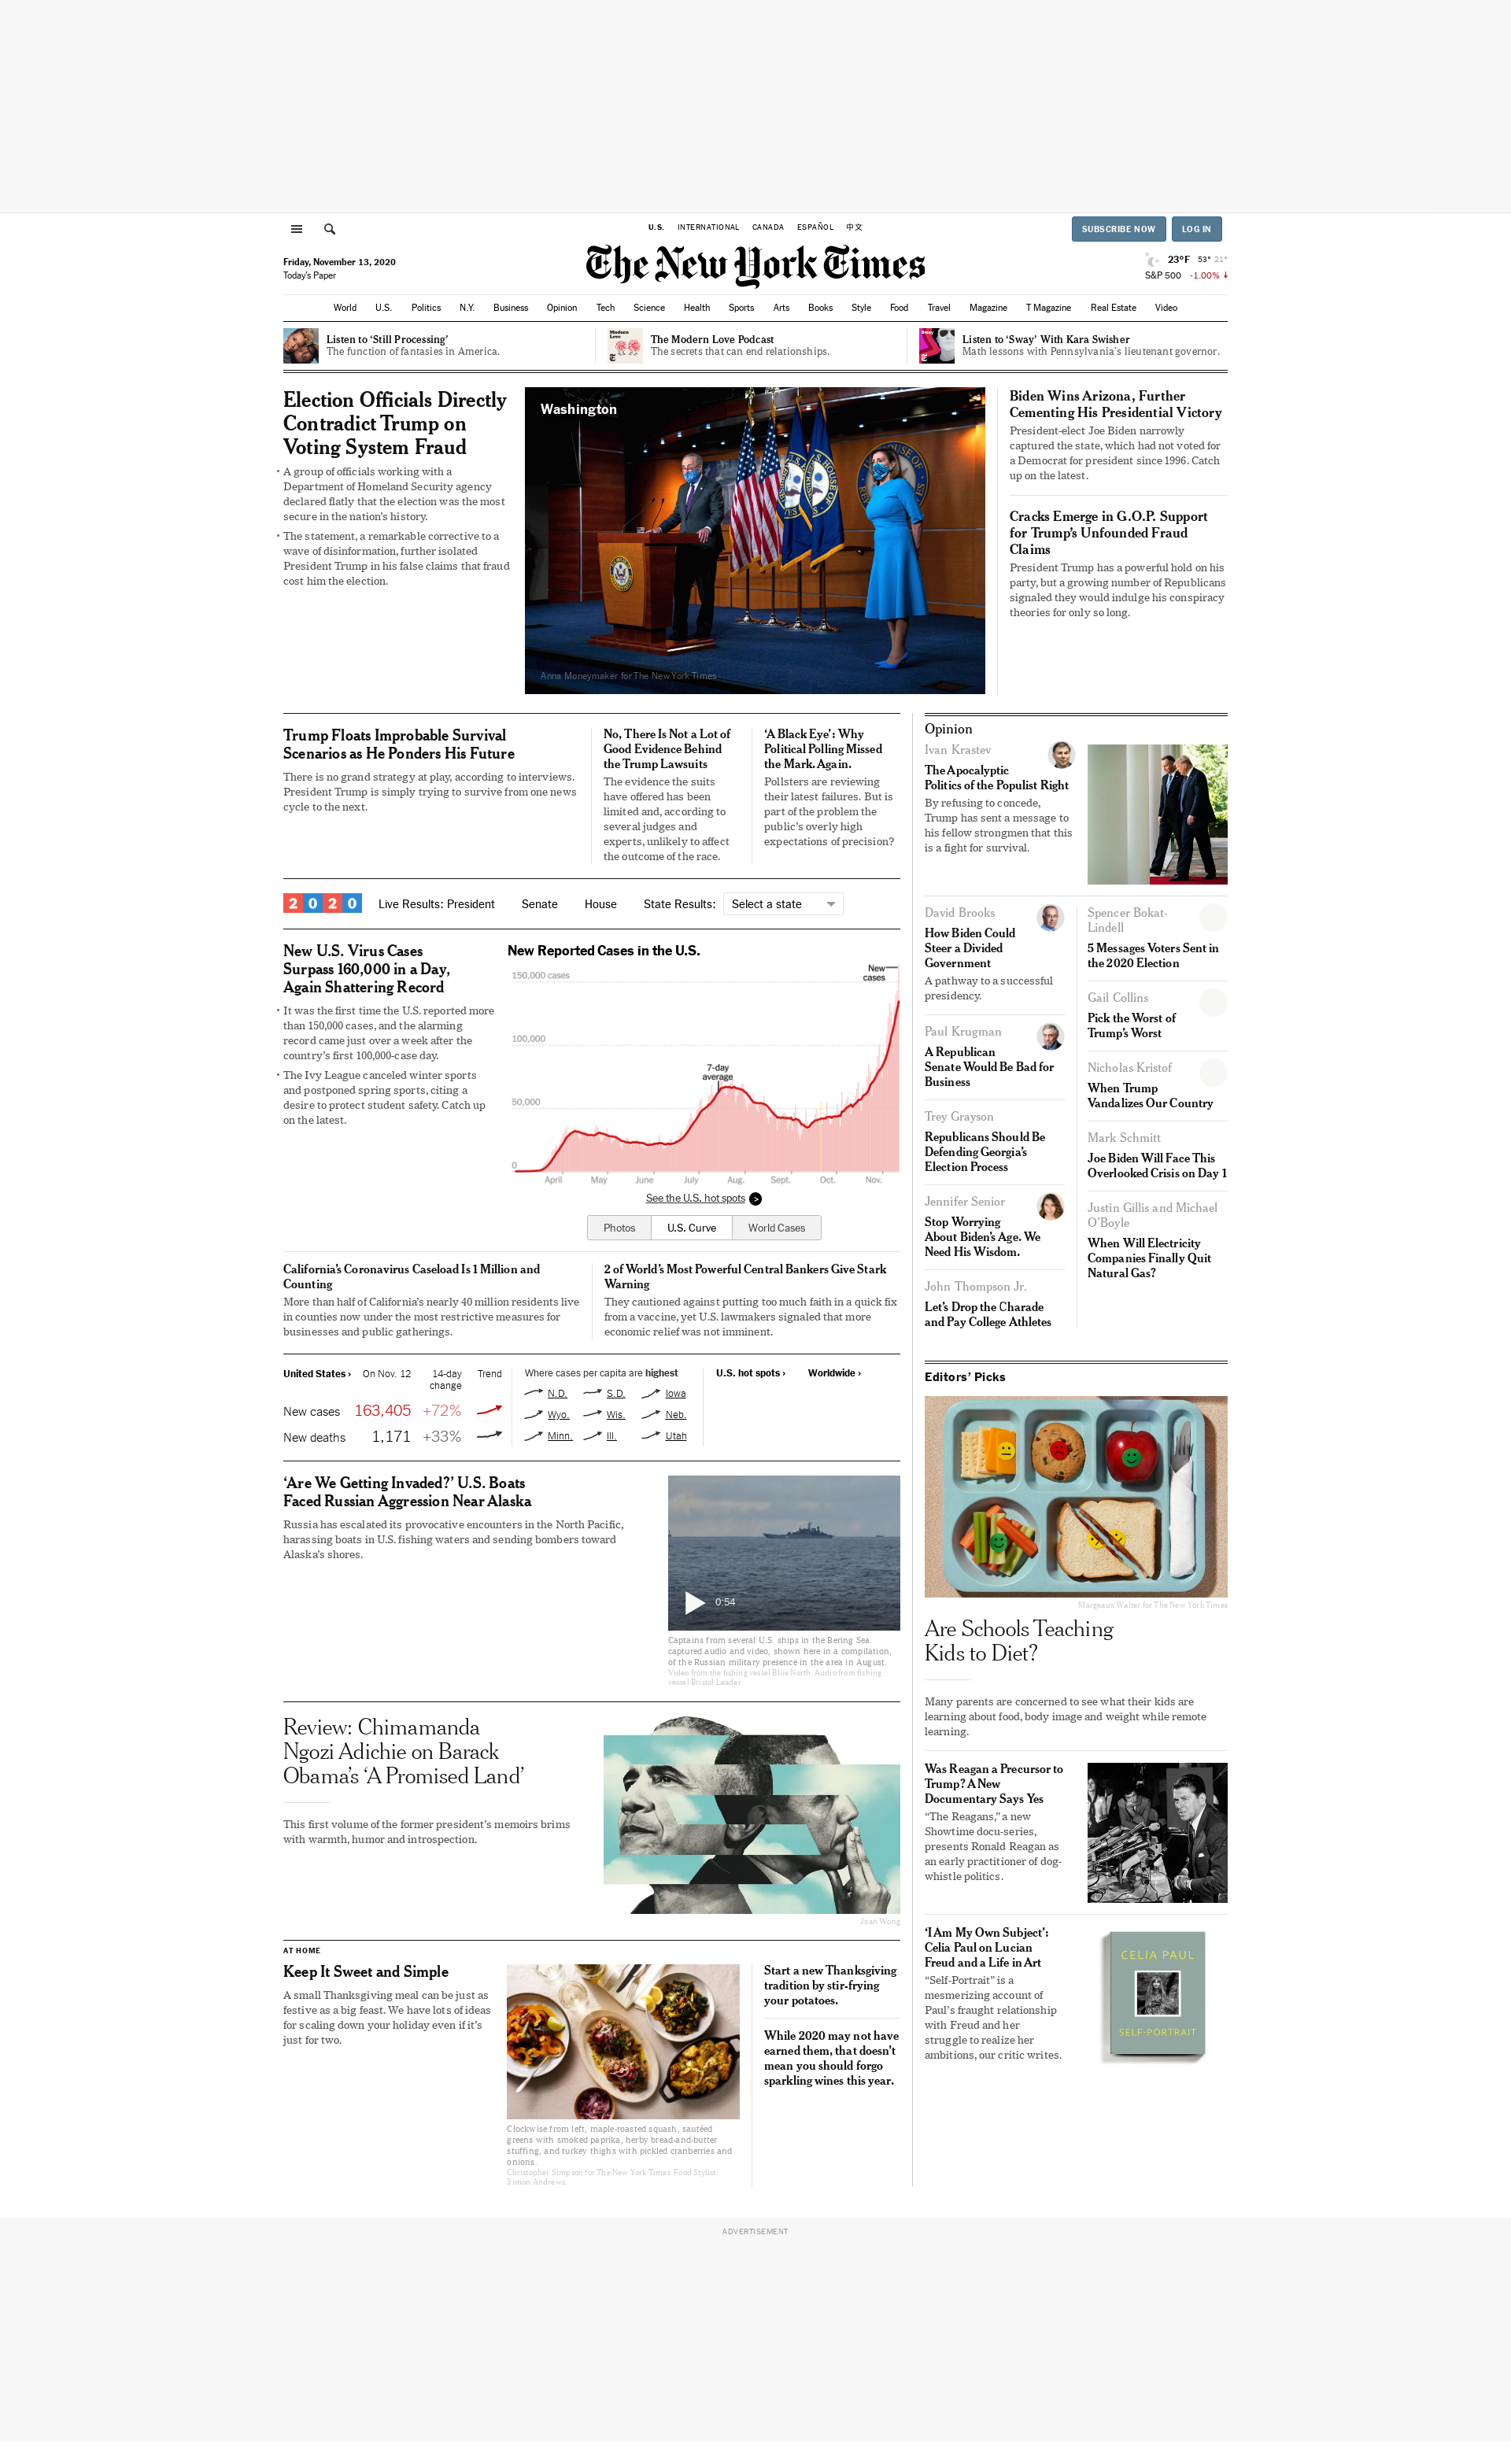 U.S. INTERNATIONAL CANADA ESPAÑOL 中文
SUBSCRIBE NOW LOG IN
Friday, November 13, 2020
Today's Paper
The New York Times
23°F 53° 21°
S&P 500 -1.00%
World U.S. Politics N.Y. Business Opinion Tech Science Health Sports Arts Books Style Food Travel Magazine T Magazine Real Estate Video
Listen to 'Still Processing'
The function of fantasies in America.
Modern Love
The Modern Love Podcast
The secrets that can end relationships.
Listen to 'Sway' With Kara Swisher
Math lessons with Pennsylvania's lieutenant governor.
Election Officials Directly
Contradict Trump on
Voting System Fraud
• A group of officials working with a
Department of Homeland Security agency
declared flatly that the election was the most
secure in the nation's history.
• The statement, a remarkable corrective to a
wave of disinformation, further isolated
President Trump in his false claims that fraud
cost him the election.
Washington
Anna Moneymaker for The New York Times
Biden Wins Arizona, Further
Cementing His Presidential Victory
President-elect Joe Biden narrowly
captured the state, which had not voted for
a Democrat for president since 1996. Catch
up on the latest.
Cracks Emerge in G.O.P. Support
for Trump's Unfounded Fraud
Claims
President Trump has a powerful hold on his
party, but a growing number of Republicans
signaled they would indulge his conspiracy
theories for only so long.
Trump Floats Improbable Survival
Scenarios as He Ponders His Future
There is no grand strategy at play, according to interviews.
President Trump is simply trying to survive from one news
cycle to the next.
No, There Is Not a Lot of
Good Evidence Behind
the Trump Lawsuits
The evidence the suits
have offered has been
limited and, according to
several judges and
experts, unlikely to affect
the outcome of the race.
'A Black Eye': Why
Political Polling Missed
the Mark. Again.
Pollsters are reviewing
their latest failures. But is
part of the problem the
public's overly high
expectations of precision?
2020 Live Results: President Senate House State Results: Select a state
New U.S. Virus Cases
Surpass 160,000 in a Day,
Again Shattering Record
• It was the first time the U.S. reported more
than 150,000 cases, and the alarming
record came just over a week after the
country's first 100,000-case day.
• The Ivy League canceled winter sports
and postponed spring sports, citing a
desire to protect student safety. Catch up
on the latest.
New Reported Cases in the U.S.
150,000 cases
New
cases
100,000
7-day
average
50,000
0
April May June July Aug. Sept. Oct. Nov.
See the U.S. hot spots >
Photos U.S. Curve World Cases
California's Coronavirus Caseload Is 1 Million and
Counting
More than half of California's nearly 40 million residents live
in counties now under the most restrictive measures for
businesses and public gatherings.
2 of World's Most Powerful Central Bankers Give Stark
Warning
They cautioned against putting too much faith in a quick fix
from a vaccine, yet U.S. lawmakers signaled that more
economic relief was not imminent.
United States › On Nov. 12 14-day change Trend
New cases 163,405 +72%
New deaths 1,171 +33%
Where cases per capita are highest
N.D. S.D. Iowa
Wyo. Wis. Neb.
Minn. Ill. Utah
U.S. hot spots › Worldwide ›
'Are We Getting Invaded?' U.S. Boats
Faced Russian Aggression Near Alaska
Russia has escalated its provocative encounters in the North Pacific,
harassing boats in U.S. fishing waters and sending bombers toward
Alaska's shores.
0:54
Captains from several U.S. ships in the Bering Sea
captured audio and video, shown here in a compilation,
of the Russian military presence in the area in August.
Video from the fishing vessel Blue North. Audio from fishing
vessel Bristol Leader
Review: Chimamanda
Ngozi Adichie on Barack
Obama's 'A Promised Land'
This first volume of the former president's memoirs brims
with warmth, humor and introspection.
Joan Wong
AT HOME
Keep It Sweet and Simple
A small Thanksgiving meal can be just as
festive as a big feast. We have lots of ideas
for scaling down your holiday even if it's
just for two.
Clockwise from left, maple-roasted squash, sautéed
greens with smoked paprika, herby bread-and-butter
stuffing, and turkey thighs with pickled cranberries and
onions.
Christopher Simpson for The New York Times. Food Stylist:
Simon Andrews.
Start a new Thanksgiving
tradition by stir-frying
your potatoes.
While 2020 may not have
earned them, that doesn't
mean you should forgo
sparkling wines this year.
Opinion
Ivan Krastev
The Apocalyptic
Politics of the Populist Right
By refusing to concede,
Trump has sent a message to
his fellow strongmen that this
is a fight for survival.
David Brooks
How Biden Could
Steer a Divided
Government
A pathway to a successful
presidency.
Paul Krugman
A Republican
Senate Would Be Bad for
Business
Trey Grayson
Republicans Should Be
Defending Georgia's
Election Process
Jennifer Senior
Stop Worrying
About Biden's Age. We
Need His Wisdom.
John Thompson Jr.
Let's Drop the Charade
and Pay College Athletes
Spencer Bokat-
Lindell
5 Messages Voters Sent in
the 2020 Election
Gail Collins
Pick the Worst of
Trump's Worst
Nicholas Kristof
When Trump
Vandalizes Our Country
Mark Schmitt
Joe Biden Will Face This
Overlooked Crisis on Day 1
Justin Gillis and Michael
O'Boyle
When Will Electricity
Companies Finally Quit
Natural Gas?
Editors' Picks
Margeaux Walter for The New York Times
Are Schools Teaching
Kids to Diet?
Many parents are concerned to see what their kids are
learning about food, body image and weight while remote
learning.
Was Reagan a Precursor to
Trump? A New
Documentary Says Yes
“The Reagans,” a new
Showtime docu-series,
presents Ronald Reagan as
an early practitioner of dog-
whistle politics.
'I Am My Own Subject':
Celia Paul on Lucian
Freud and a Life in Art
“Self-Portrait” is a
mesmerizing account of
Paul's fraught relationship
with Freud and her
struggle to realize her
ambitions, our critic writes.
CELIA PAUL
SELF-PORTRAIT
ADVERTISEMENT